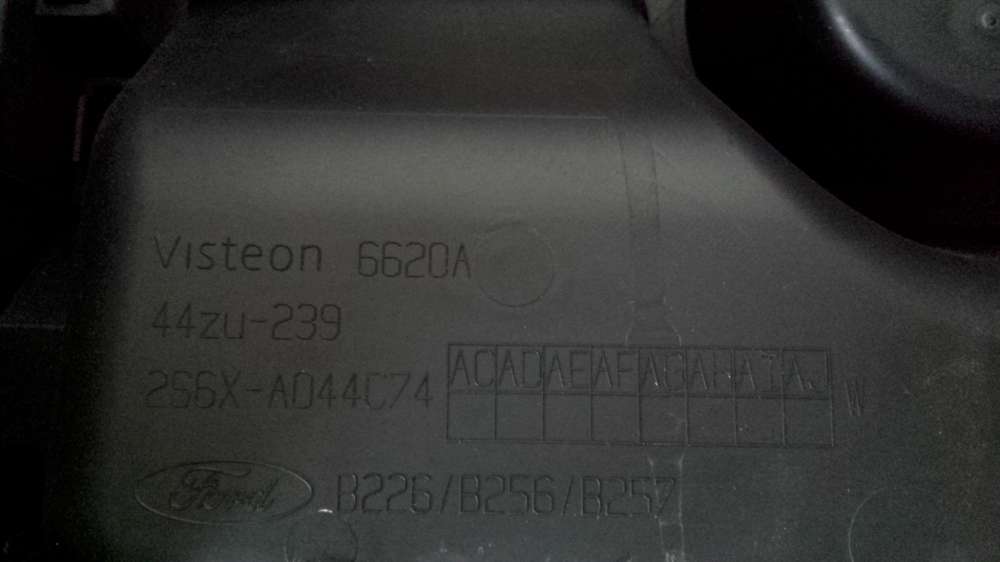 Visteon 6620A
44zu-239
2S6X-A044C74
AC AD AE AF AG AH AI AJ
W
Ford B226/B256/B257